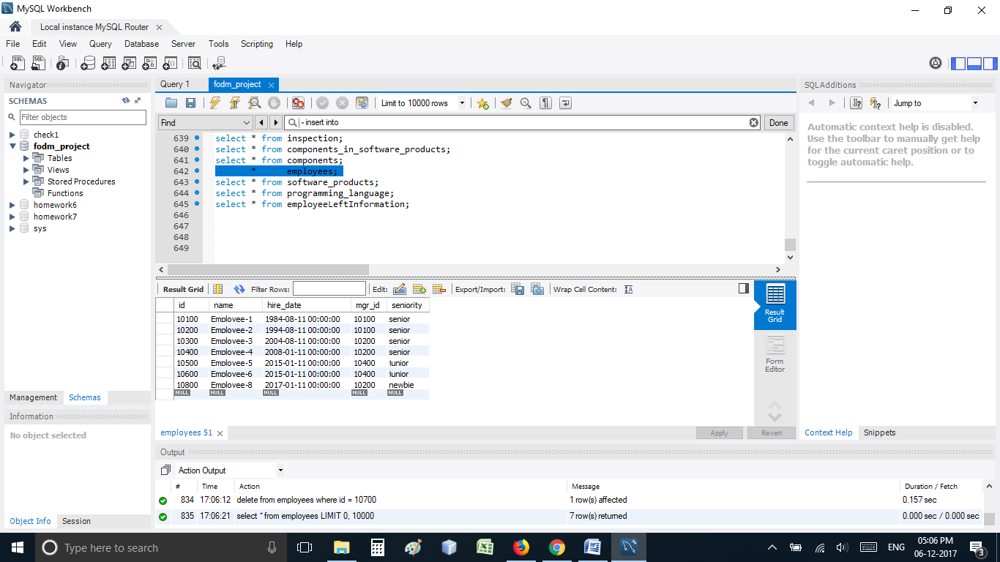 MySQL Workbench
Local instance MySQL Router
File Edit View Query Database Server Tools Scripting Help
Navigator
SCHEMAS
Filter objects
check1
fodm_project
Tables
Views
Stored Procedures
Functions
homework6
homework7
sys
Management Schemas
Information
No object selected
Object Info Session
Query 1 fodm_project
Limit to 10000 rows
Find insert into Done
639 select * from inspection;
640 select * from components_in_software_products;
641 select * from components;
642 * employees;
643 select * from software_products;
644 select * from programming_language;
645 select * from employeeLeftInformation;
646
647
648
649
Result Grid Filter Rows: Edit: Export/Import: Wrap Cell Content: IA
id name hire_date mgr_id seniority
10100 Employee-1 1984-08-11 00:00:00 10100 senior
10200 Employee-2 1994-08-11 00:00:00 10100 senior
10300 Employee-3 2004-08-11 00:00:00 10200 senior
10400 Employee-4 2008-01-11 00:00:00 10200 senior
10500 Employee-5 2015-01-11 00:00:00 10400 junior
10600 Employee-6 2015-01-11 00:00:00 10400 junior
10800 Employee-8 2017-01-11 00:00:00 10200 newbie
NULL NULL NULL NULL NULL
Result
Grid
Form
Editor
employees 51 Apply Revert
SQLAdditions
Jump to
Automatic context help is disabled.
Use the toolbar to manually get help
for the current caret position or to
toggle automatic help.
Context Help Snippets
Output
Action Output
# Time Action Message Duration / Fetch
834 17:06:12 delete from employees where id = 10700 1 row(s) affected 0.157 sec
835 17:06:21 select * from employees LIMIT 0, 10000 7 row(s) returned 0.000 sec / 0.000 sec
Type here to search
ENG
05:06 PM
06-12-2017
3